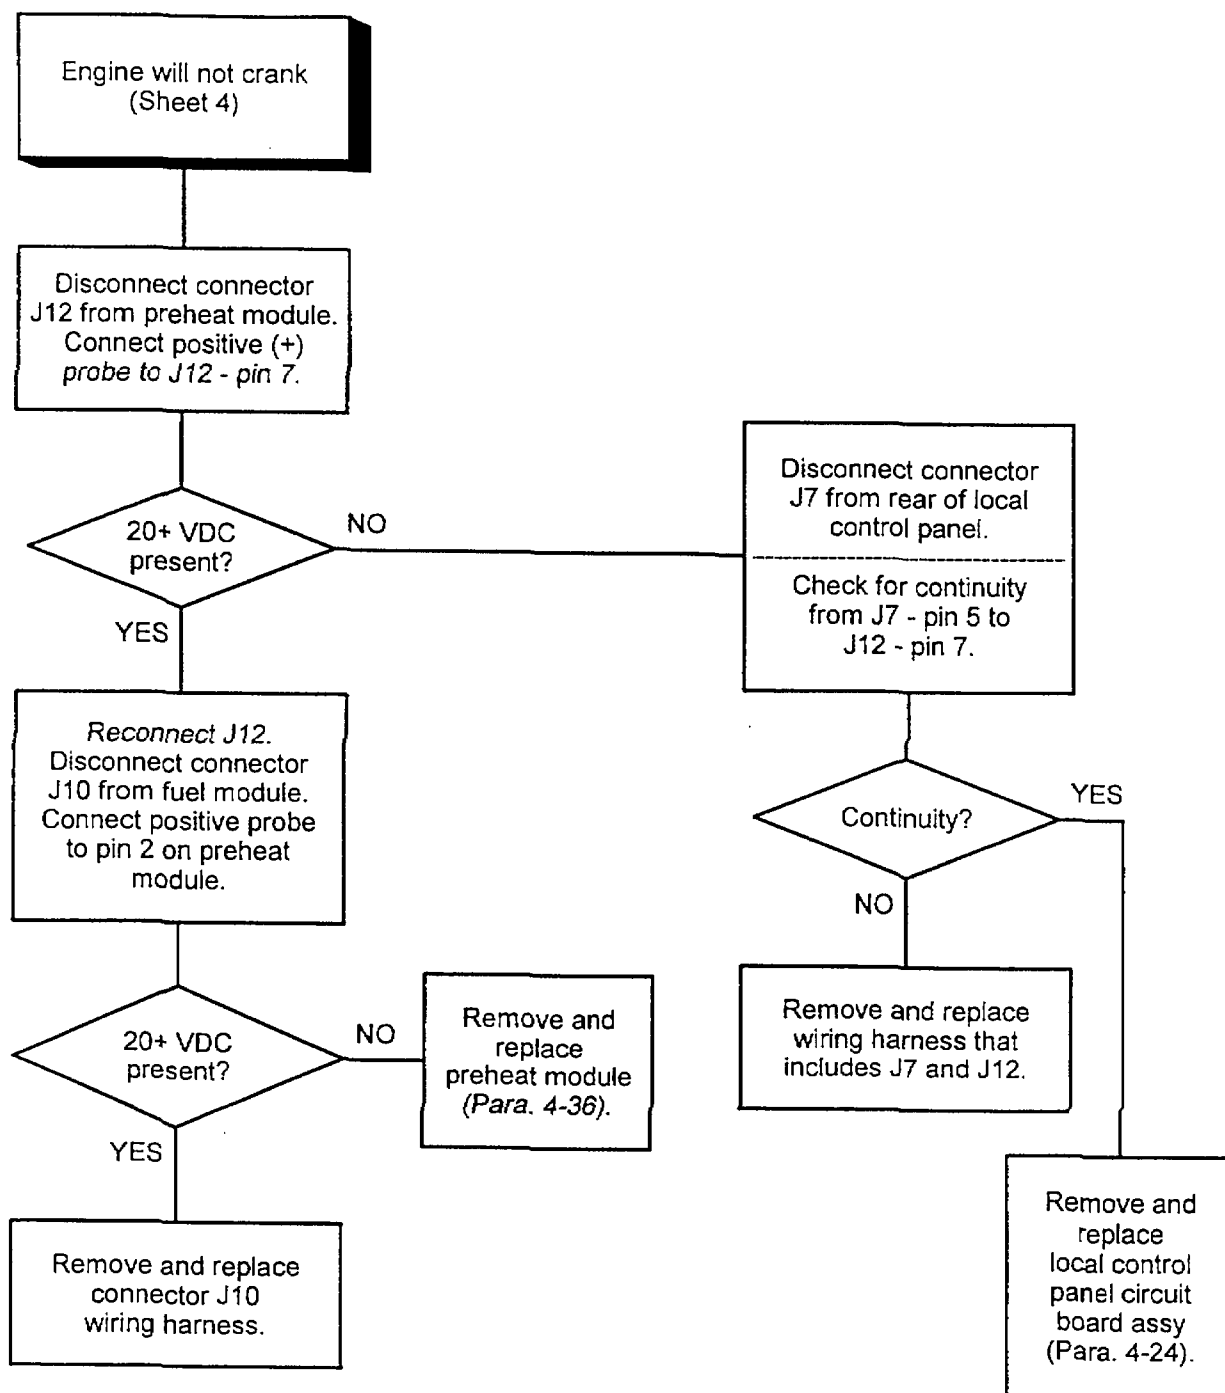 Engine will not crank
(Sheet 4)
Disconnect connector
J12 from preheat module.
Connect positive (+)
probe to J12 - pin 7.
20+ VDC
present?
NO
YES
Disconnect connector
J7 from rear of local
control panel.
Check for continuity
from J7 - pin 5 to
J12 - pin 7.
Reconnect J12.
Disconnect connector
J10 from fuel module.
Connect positive probe
to pin 2 on preheat
module.
Continuity?
YES
NO
20+ VDC
present?
NO
YES
Remove and
replace
preheat module
(Para. 4-36).
Remove and replace
wiring harness that
includes J7 and J12.
Remove and replace
connector J10
wiring harness.
Remove and
replace
local control
panel circuit
board assy
(Para. 4-24).